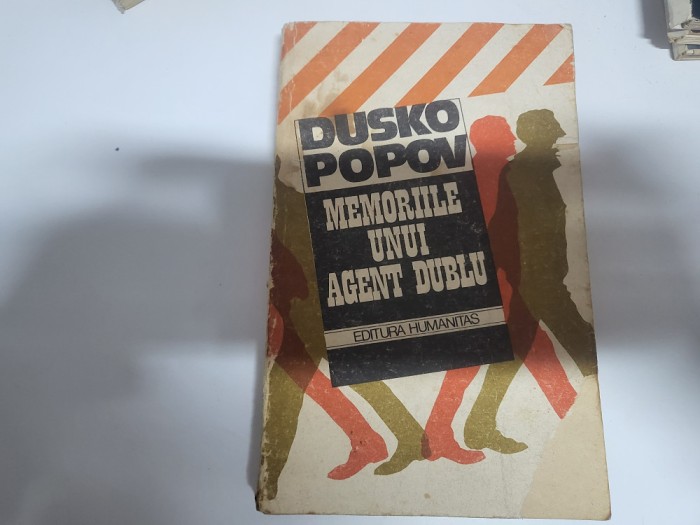 DUSKO
POPOV
MEMORIILE
UNUI
AGENT DUBLU
EDITURA HUMANITAS